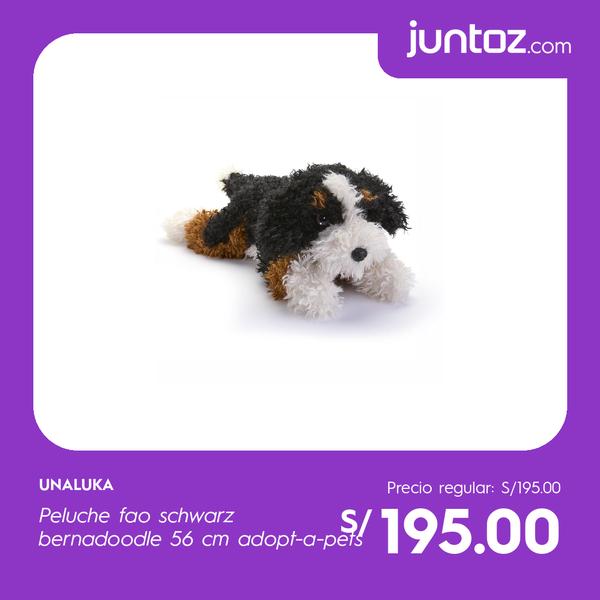 juntoz.com
UNALUKA
Peluche fao schwarz
bernadoodle 56 cm adopt-a-pets
Precio regular: S/195.00
S/195.00